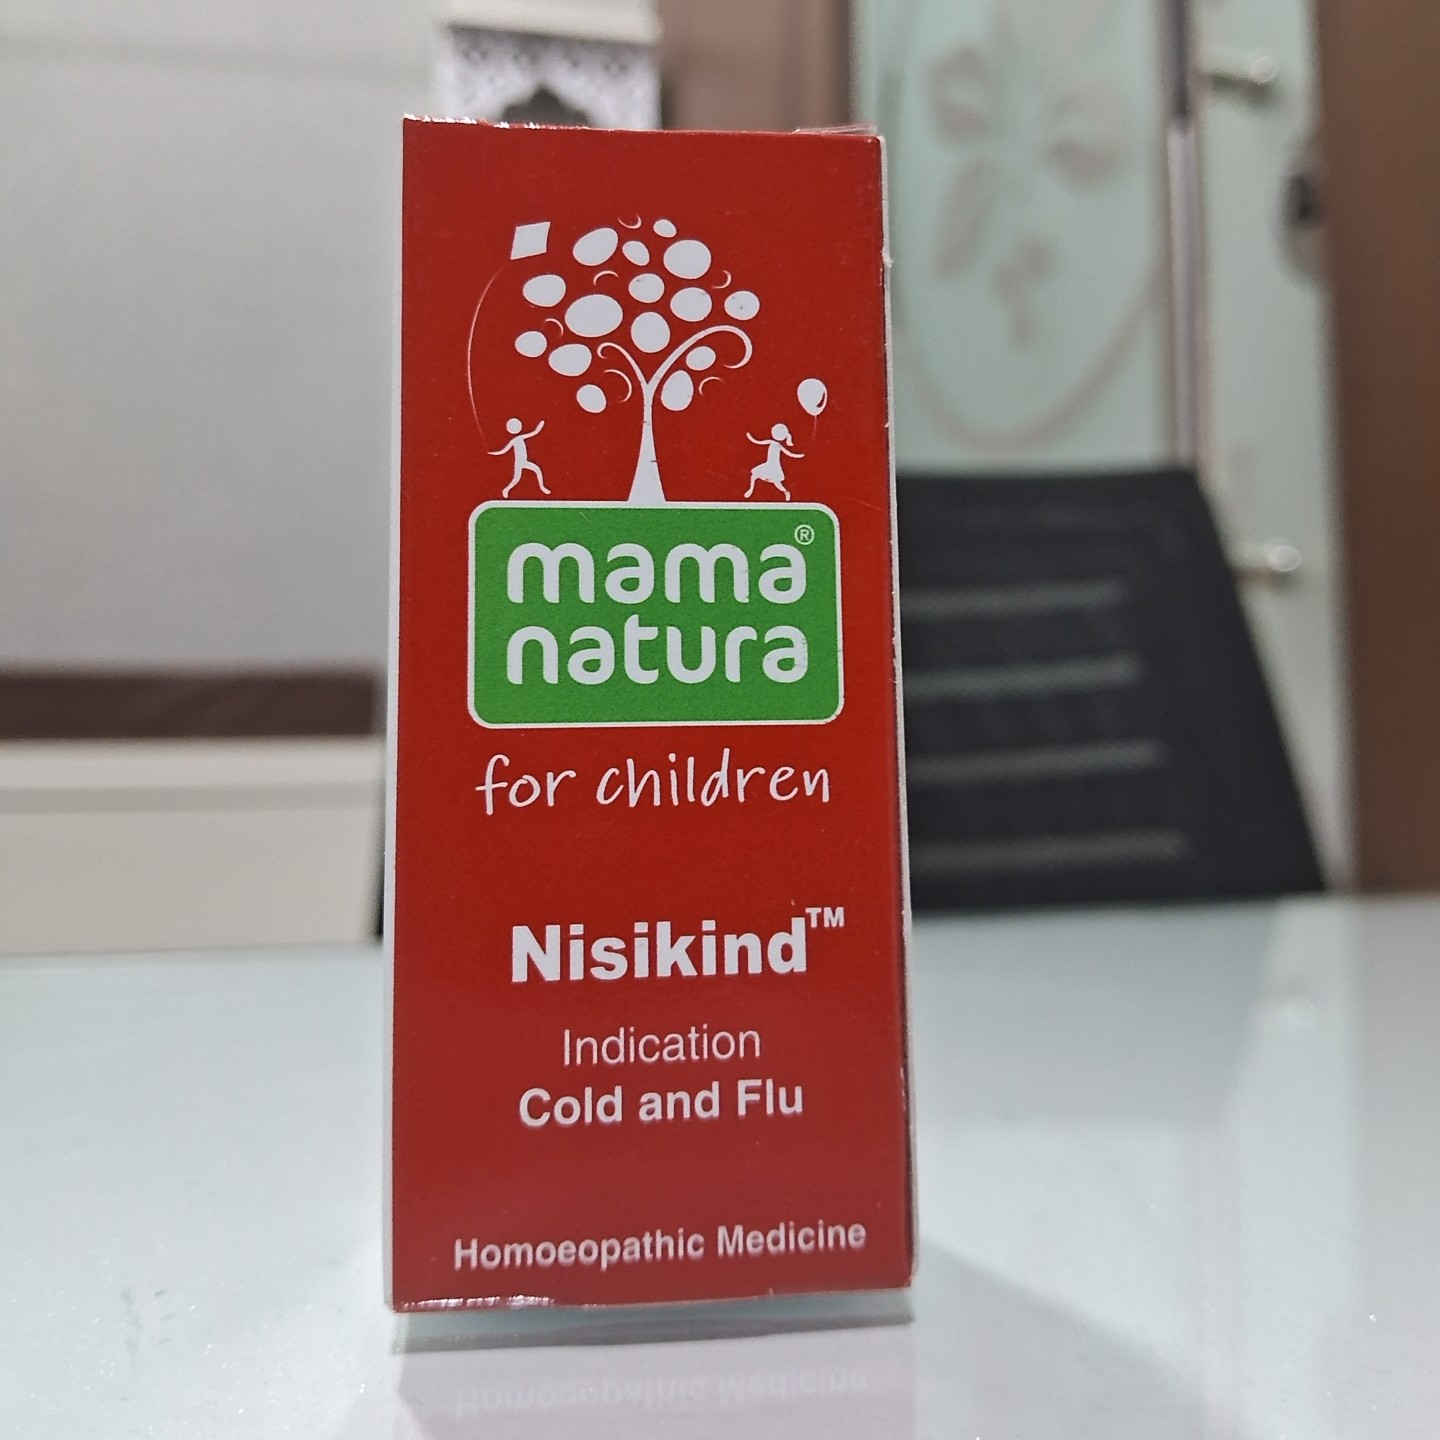 mama®
natura
for children
Nisikind™
Indication
Cold and Flu
Homoeopathic Medicine